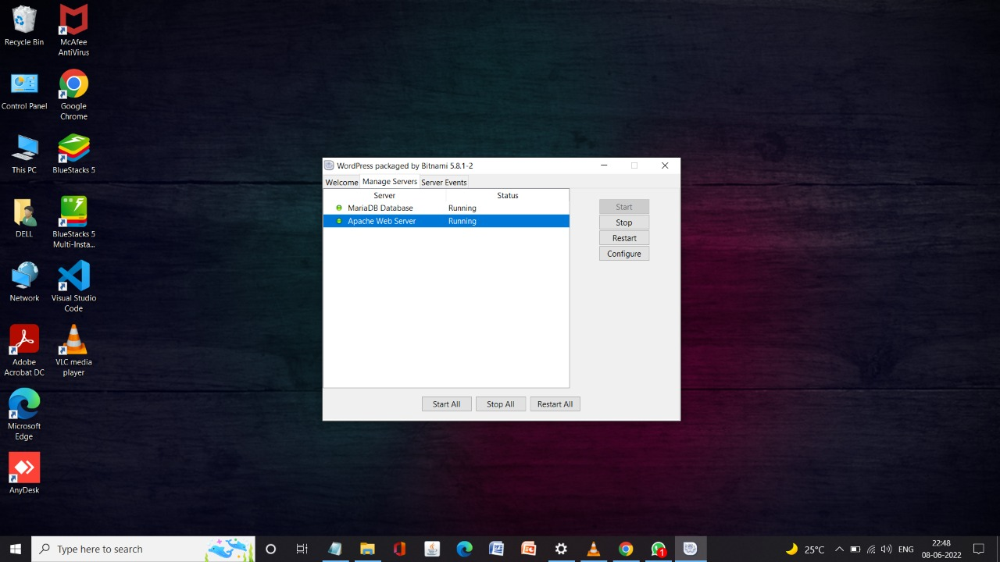 Recycle Bin
McAfee
AntiVirus
Control Panel
Google
Chrome
This PC
BlueStacks 5
DELL
BlueStacks 5
Multi-Insta...
Network
Visual Studio
Code
Adobe
Acrobat DC
VLC media
player
Microsoft
Edge
AnyDesk
WordPress packaged by Bitnami 5.8.1-2
Welcome Manage Servers Server Events
Server Status
MariaDB Database Running
Apache Web Server Running
Start
Stop
Restart
Configure
Start All Stop All Restart All
Type here to search
1
25°C
ENG
22:48
08-06-2022